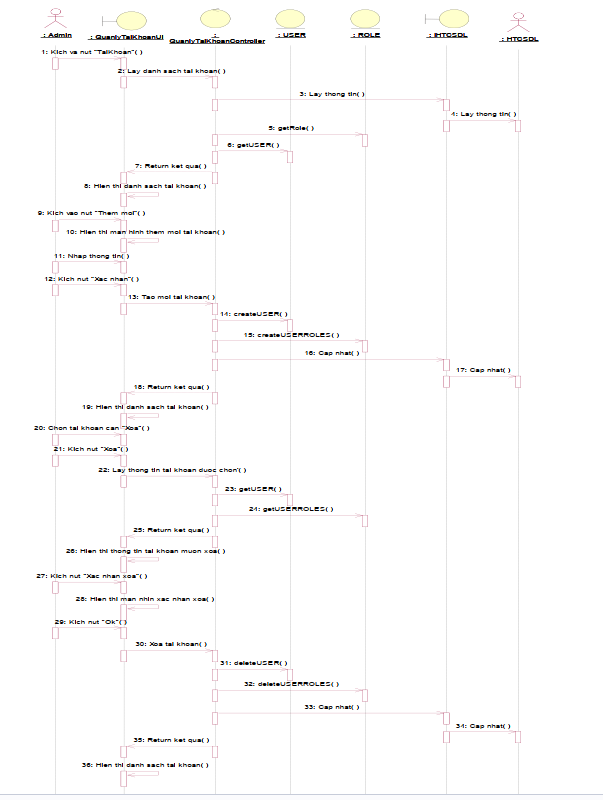 : Admin
: QuanlyTaiKhoanUI
:
QuanlyTaiKhoanController
: USER
: ROLE
: IHTCSDL
: HTCSDL
1: Kich va nut "TaiKhoan"( )
2: Lay danh sach tai khoan( )
3: Lay thong tin( )
4: Lay thong tin( )
5: getRole( )
6: getUSER( )
7: Return ket qua( )
8: Hien thi danh sach tai khoan( )
9: Kich vao nut "Them moi"( )
10: Hien thi man hinh them moi tai khoan( )
11: Nhap thong tin( )
12: Kich nut "Xac nhan"( )
13: Tao moi tai khoan( )
14: createUSER( )
15: createUSERROLES( )
16: Cap nhat( )
17: Cap nhat( )
18: Return ket qua( )
19: Hien thi danh sach tai khoan( )
20: Chon tai khoan can "Xoa"( )
21: Kich nut "Xoa"( )
22: Lay thong tin tai khoan duoc chon'( )
23: getUSER( )
24: getUSERROLES( )
25: Return ket qua( )
26: Hien thi thong tin tai khoan muon xoa( )
27: Kich nut "Xac nhan xoa"( )
28: Hien thi man nhin xac nhan xoa( )
29: Kich nut "Ok"( )
30: Xoa tai khoan( )
31: deleteUSER( )
32: deleteUSERROLES( )
33: Cap nhat( )
34: Cap nhat( )
35: Return ket qua( )
36: Hien thi danh sach tai khoan( )